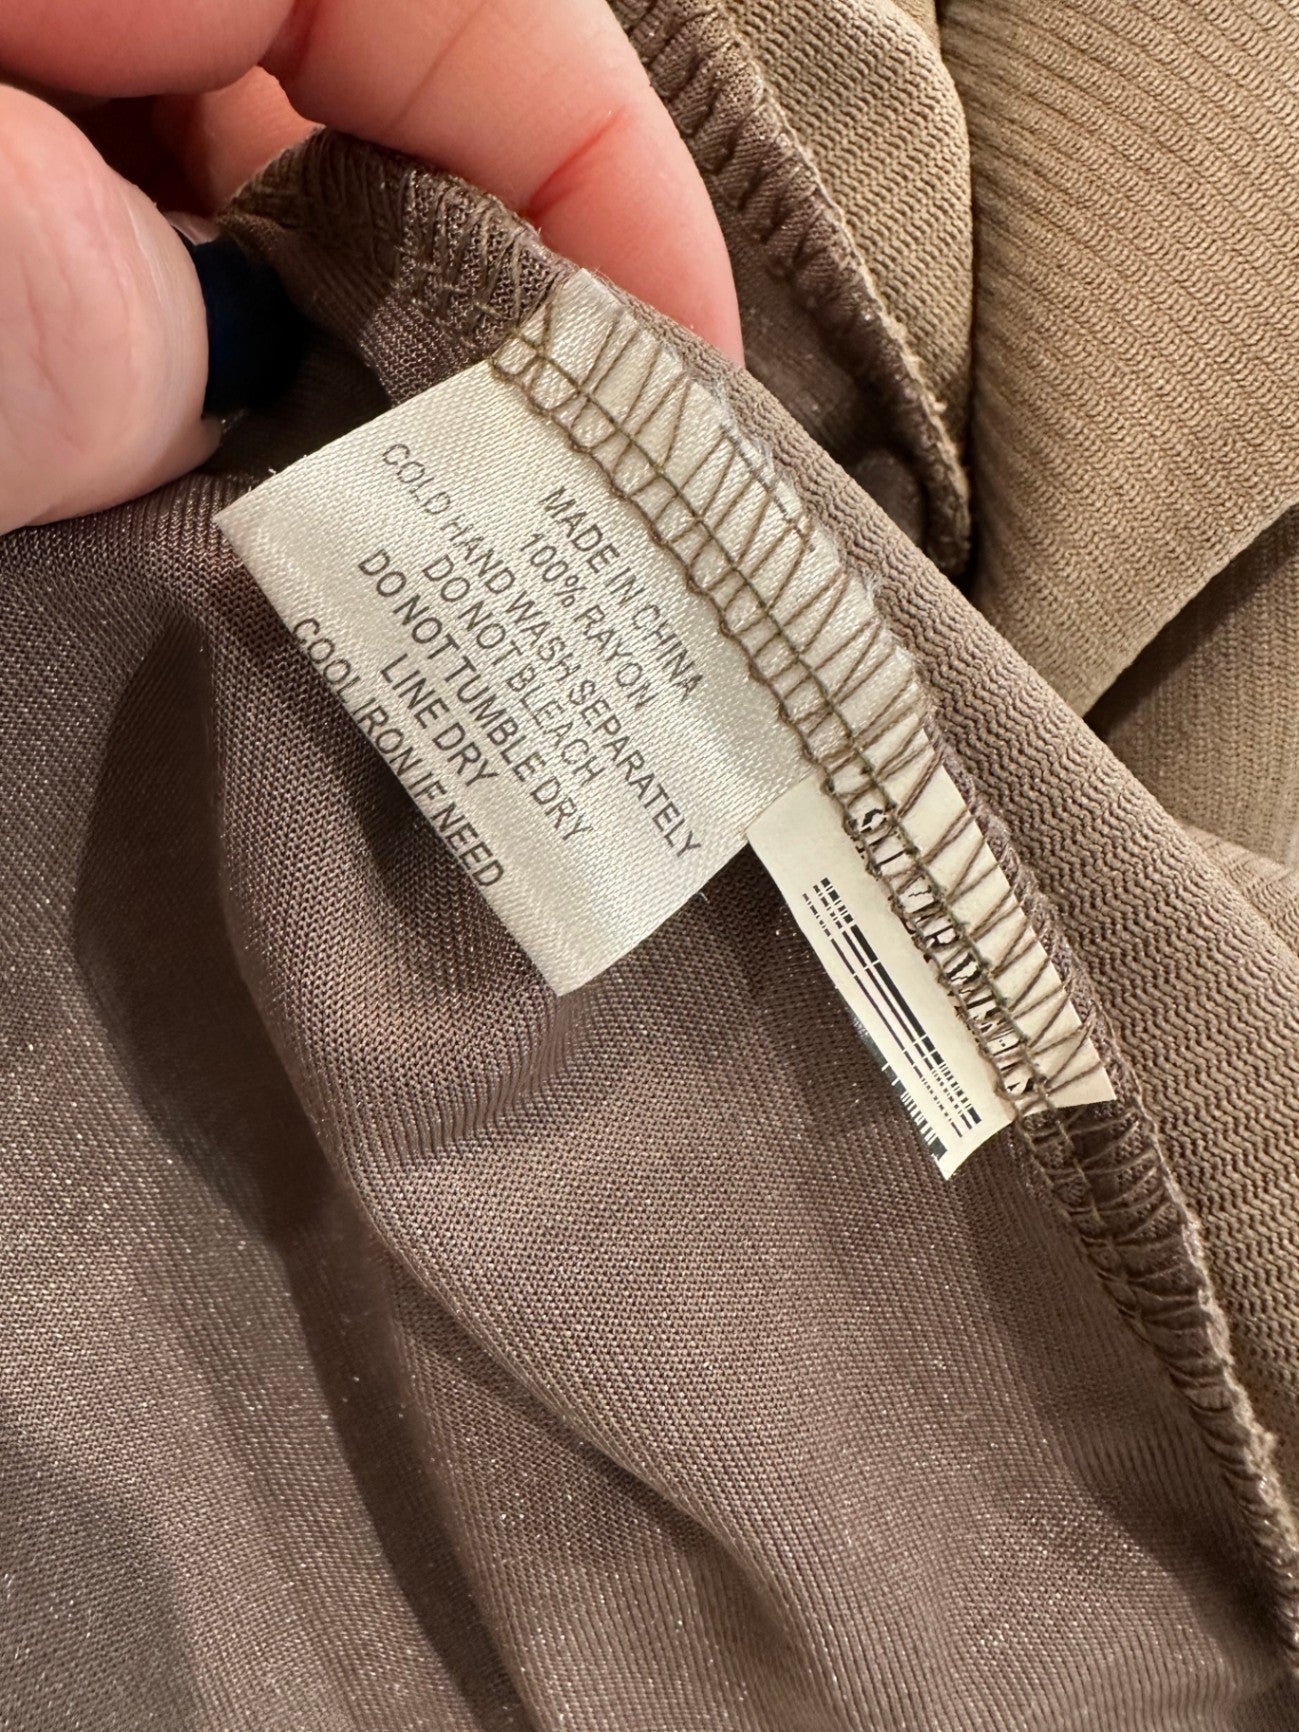 MADE IN CHINA
100% RAYON
COLD HAND WASH SEPARATELY
DO NOT BLEACH
DO NOT TUMBLE DRY
LINE DRY
COOL IRON IF NEED